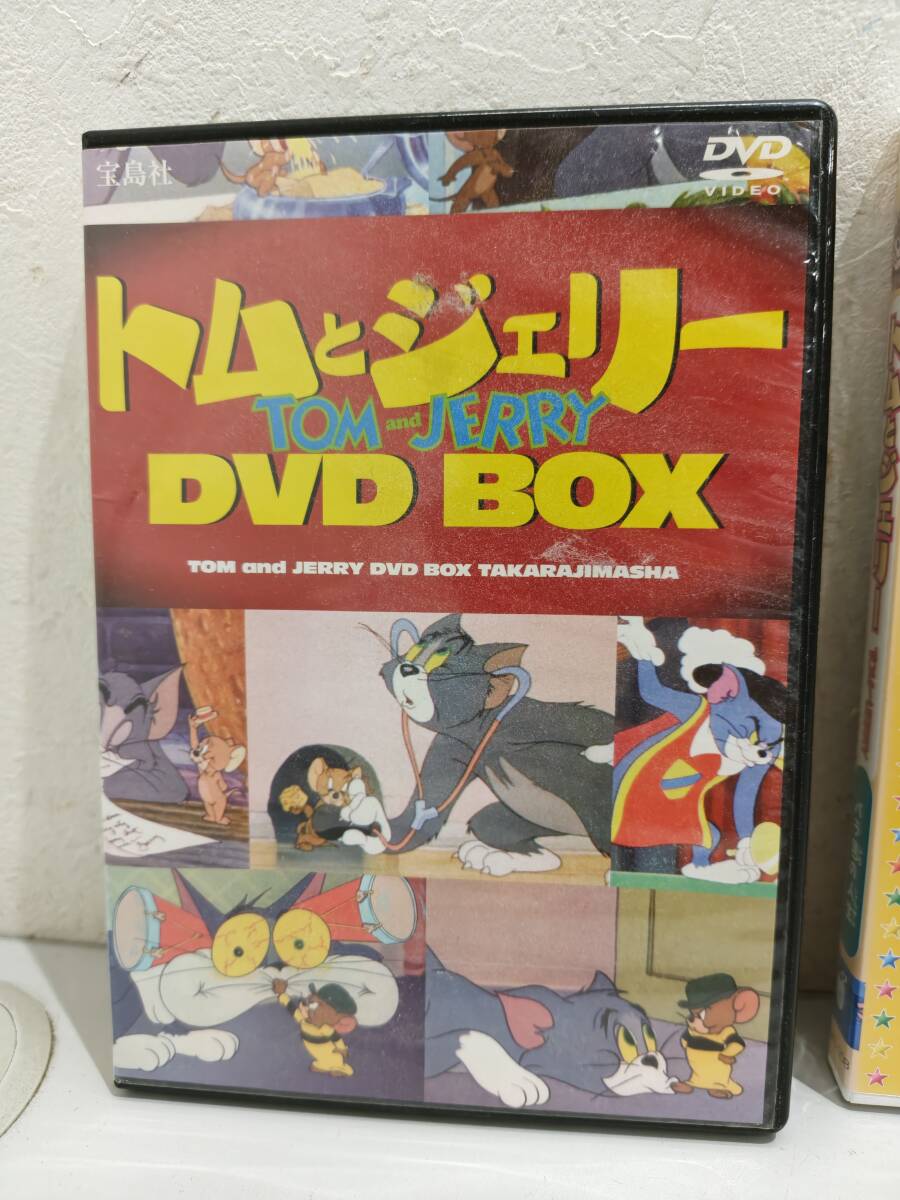 宝島社
DVD
VIDEO
トムとジェリー
TOM and JERRY
DVD BOX
TOM and JERRY DVD BOX TAKARAJIMASHA